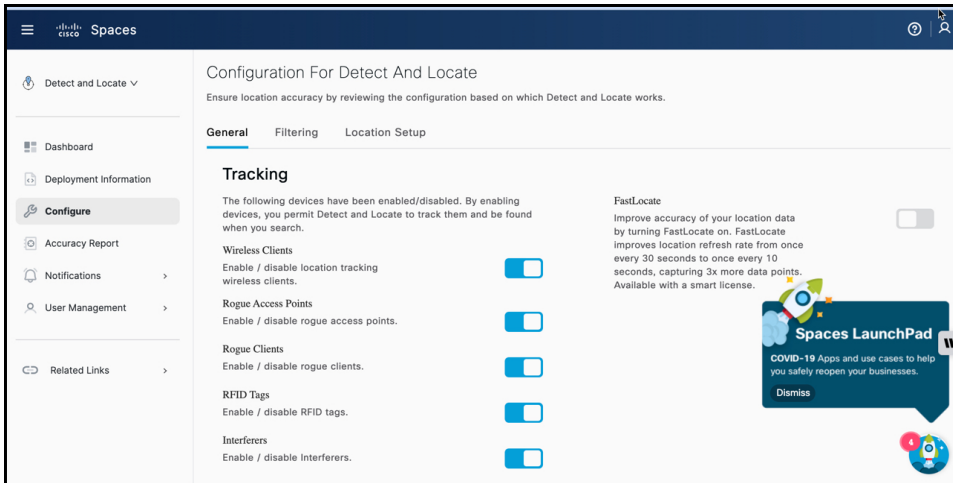 CISCO Spaces
Detect and Locate
Dashboard
Deployment Information
Configure
Accuracy Report
Notifications
User Management
Related Links
Configuration For Detect And Locate
Ensure location accuracy by reviewing the configuration based on which Detect and Locate works.
General Filtering Location Setup
Tracking
The following devices have been enabled/disabled. By enabling
devices, you permit Detect and Locate to track them and be found
when you search.
Wireless Clients
Enable / disable location tracking
wireless clients.
Rogue Access Points
Enable / disable rogue access points.
Rogue Clients
Enable / disable rogue clients.
RFID Tags
Enable / disable RFID tags.
Interferers
Enable / disable Interferers.
FastLocate
Improve accuracy of your location data
by turning FastLocate on. FastLocate
improves location refresh rate from once
every 30 seconds to once every 10
seconds, capturing 3x more data points.
Available with a smart license.
Spaces LaunchPad
COVID-19 Apps and use cases to help
you safely reopen your businesses.
Dismiss